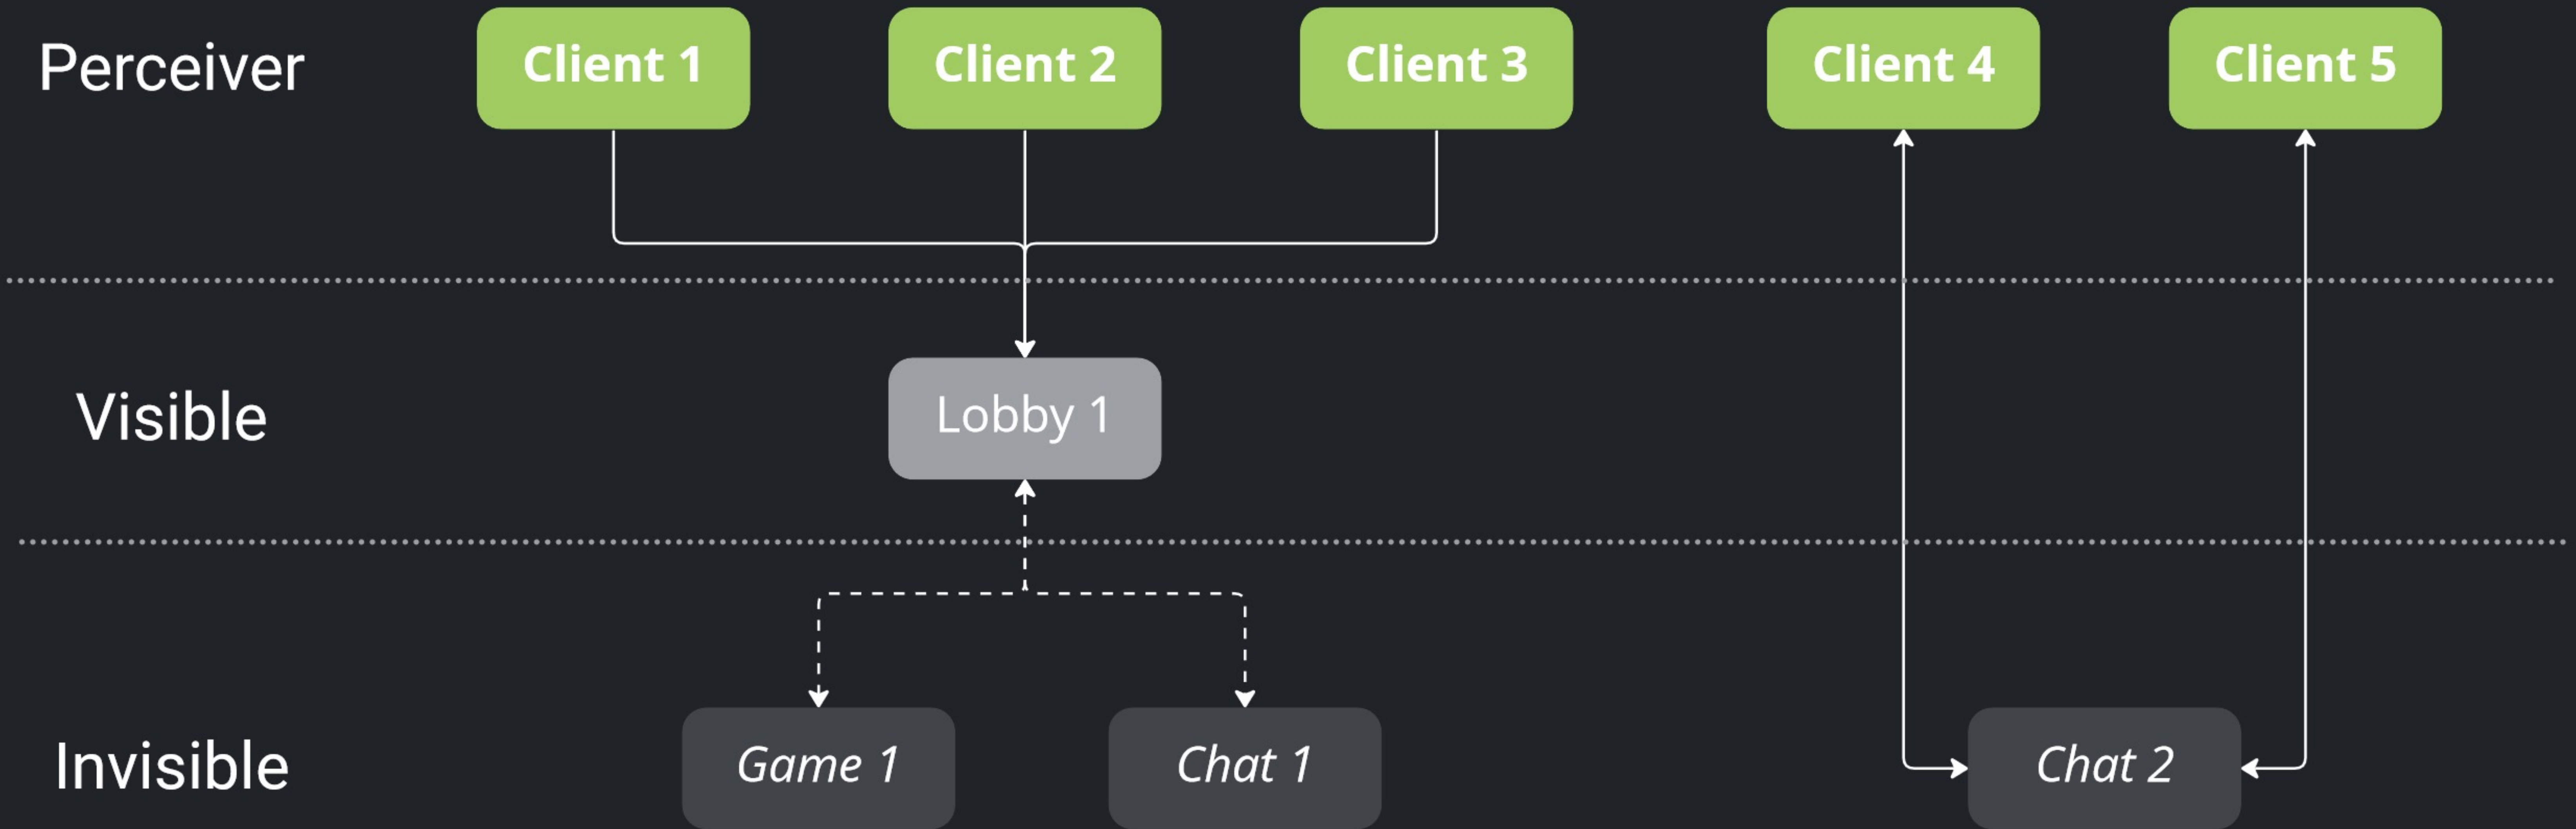 Perceiver
Client 1
Client 2
Client 3
Client 4
Client 5
Visible
Lobby 1
Invisible
Game 1
Chat 1
Chat 2